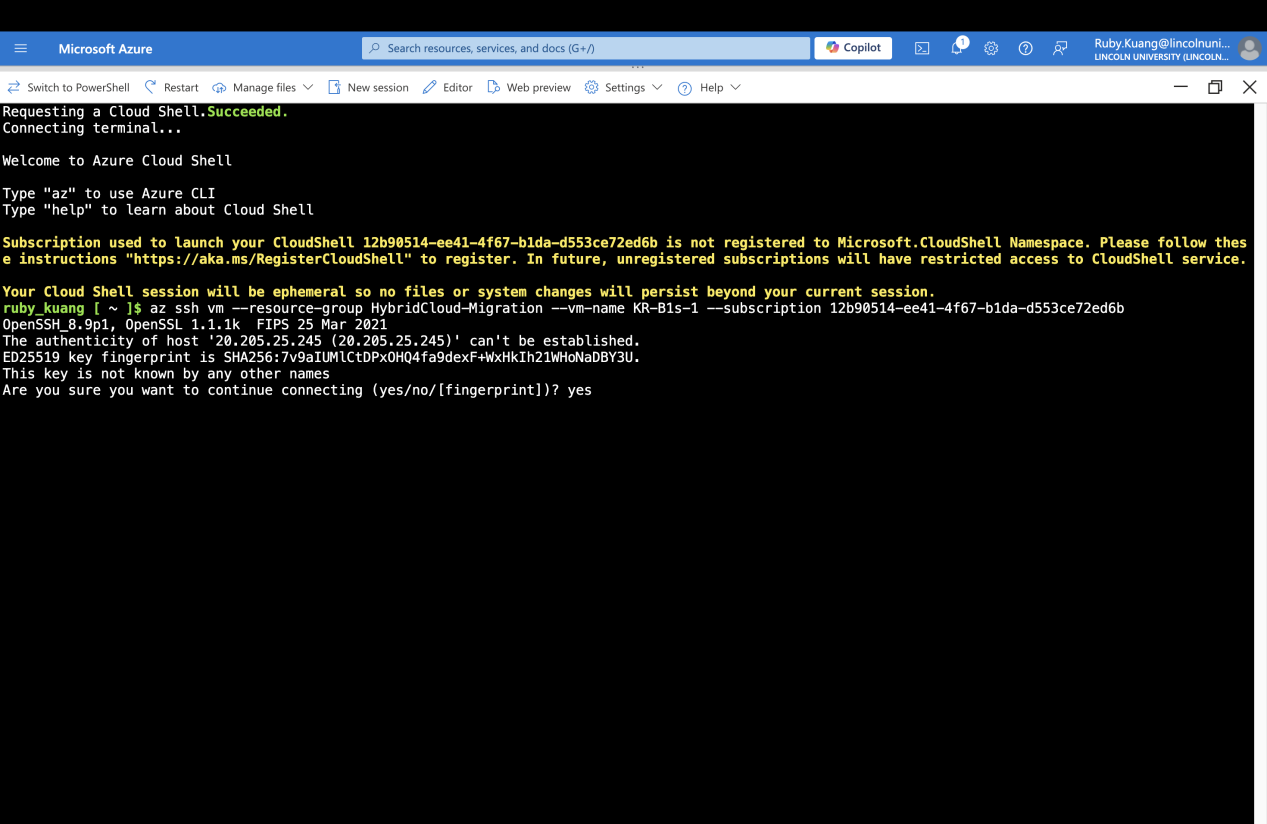 Microsoft Azure
Search resources, services, and docs (G+/)
Copilot
1
Ruby.Kuang@lincolnuni...
LINCOLN UNIVERSITY (LINCOLN...
Switch to PowerShell Restart Manage files New session Editor Web preview Settings Help
Requesting a Cloud Shell.Succeeded.
Connecting terminal...
Welcome to Azure Cloud Shell
Type "az" to use Azure CLI
Type "help" to learn about Cloud Shell
Subscription used to launch your CloudShell 12b90514-ee41-4f67-b1da-d553ce72ed6b is not registered to Microsoft.CloudShell Namespace. Please follow thes
e instructions "https://aka.ms/RegisterCloudShell" to register. In future, unregistered subscriptions will have restricted access to CloudShell service.
Your Cloud Shell session will be ephemeral so no files or system changes will persist beyond your current session.
ruby_kuang [ ~ ]$ az ssh vm --resource-group HybridCloud-Migration --vm-name KR-B1s-1 --subscription 12b90514-ee41-4f67-b1da-d553ce72ed6b
OpenSSH_8.9p1, OpenSSL 1.1.1k  FIPS 25 Mar 2021
The authenticity of host '20.205.25.245 (20.205.25.245)' can't be established.
ED25519 key fingerprint is SHA256:7v9aIUMlCtDPxOHQ4fa9dexF+WxHkIh21WHoNaDBY3U.
This key is not known by any other names
Are you sure you want to continue connecting (yes/no/[fingerprint])? yes